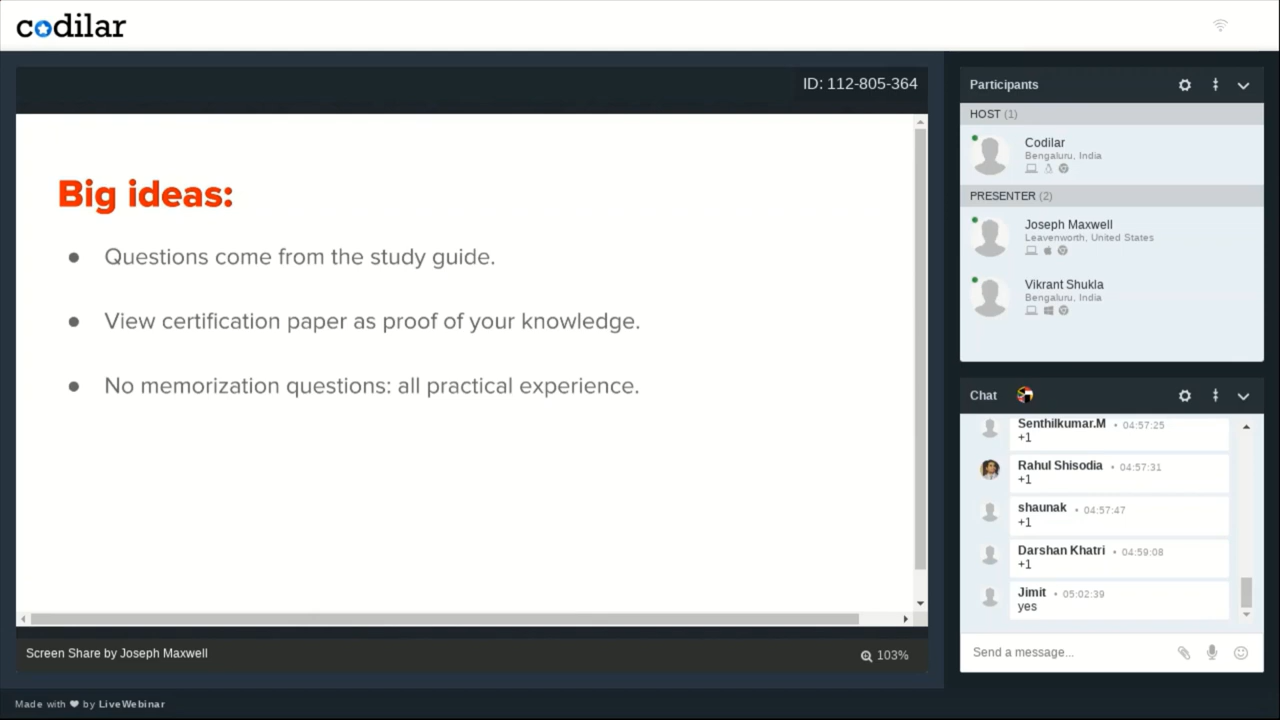 codilar
ID: 112-805-364
Big ideas:
● Questions come from the study guide.
● View certification paper as proof of your knowledge.
● No memorization questions: all practical experience.
Screen Share by Joseph Maxwell
103%
Made with ❤ by LiveWebinar
Participants
HOST (1)
Codilar
Bengaluru, India
PRESENTER (2)
Joseph Maxwell
Leavenworth, United States
Vikrant Shukla
Bengaluru, India
Chat
Senthilkumar.M • 04:57:25
+1
Rahul Shisodia • 04:57:31
+1
shaunak • 04:57:47
+1
Darshan Khatri • 04:59:08
+1
Jimit • 05:02:39
yes
Send a message...